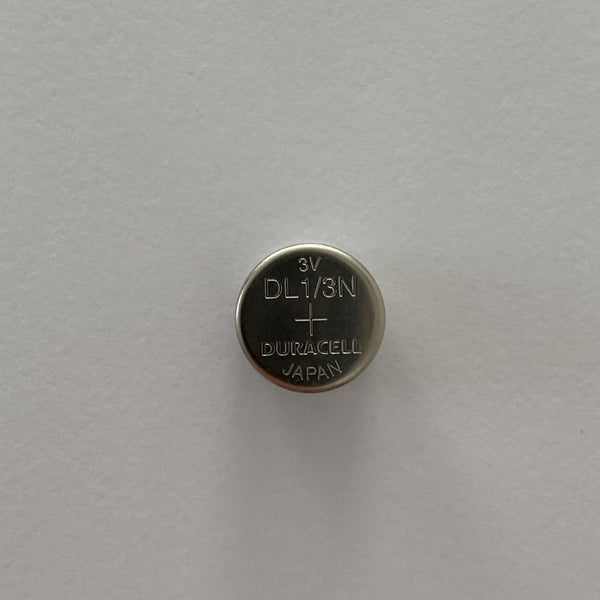 3V
DL1/3N
+
DURACELL
JAPAN